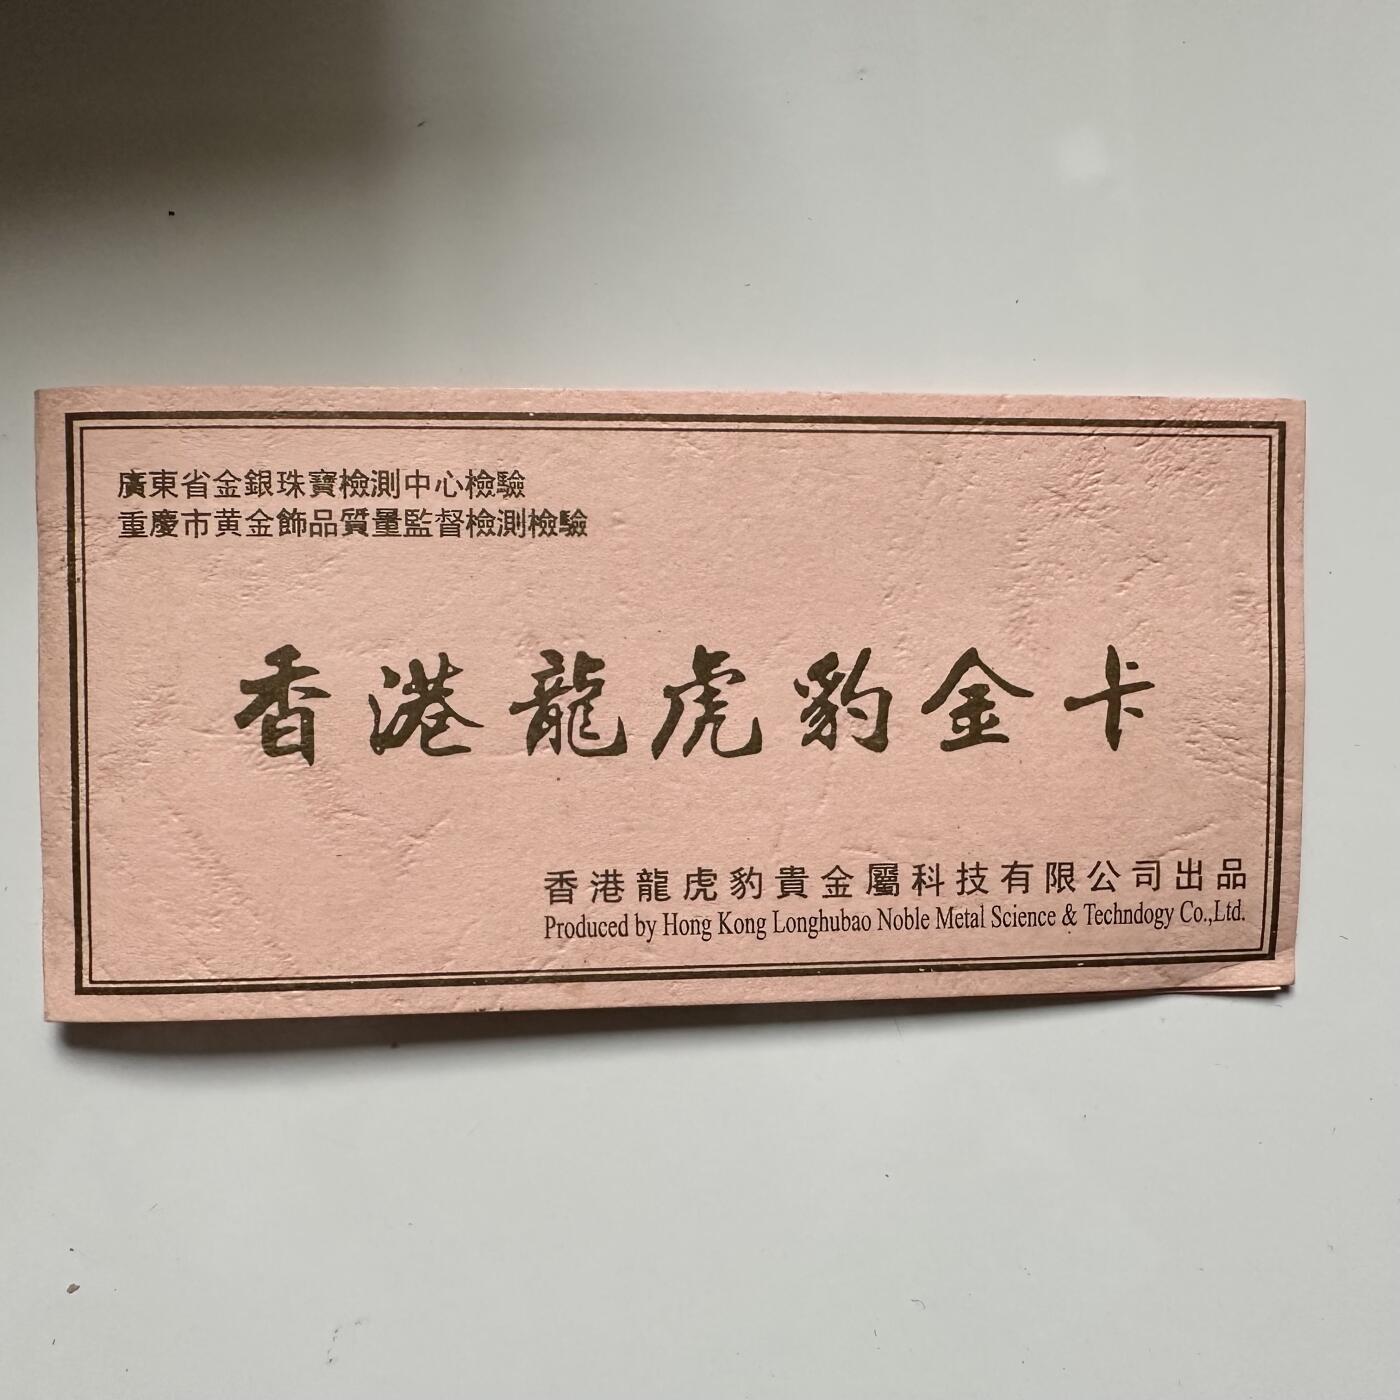 廣東省金銀珠寶檢測中心檢驗
重慶市黄金飾品質量監督檢測檢驗
香港龍虎豹金卡
香港龍虎豹貴金屬科技有限公司出品
Produced by Hong Kong Longhubao Noble Metal Science & Techndogy Co.,Ltd.